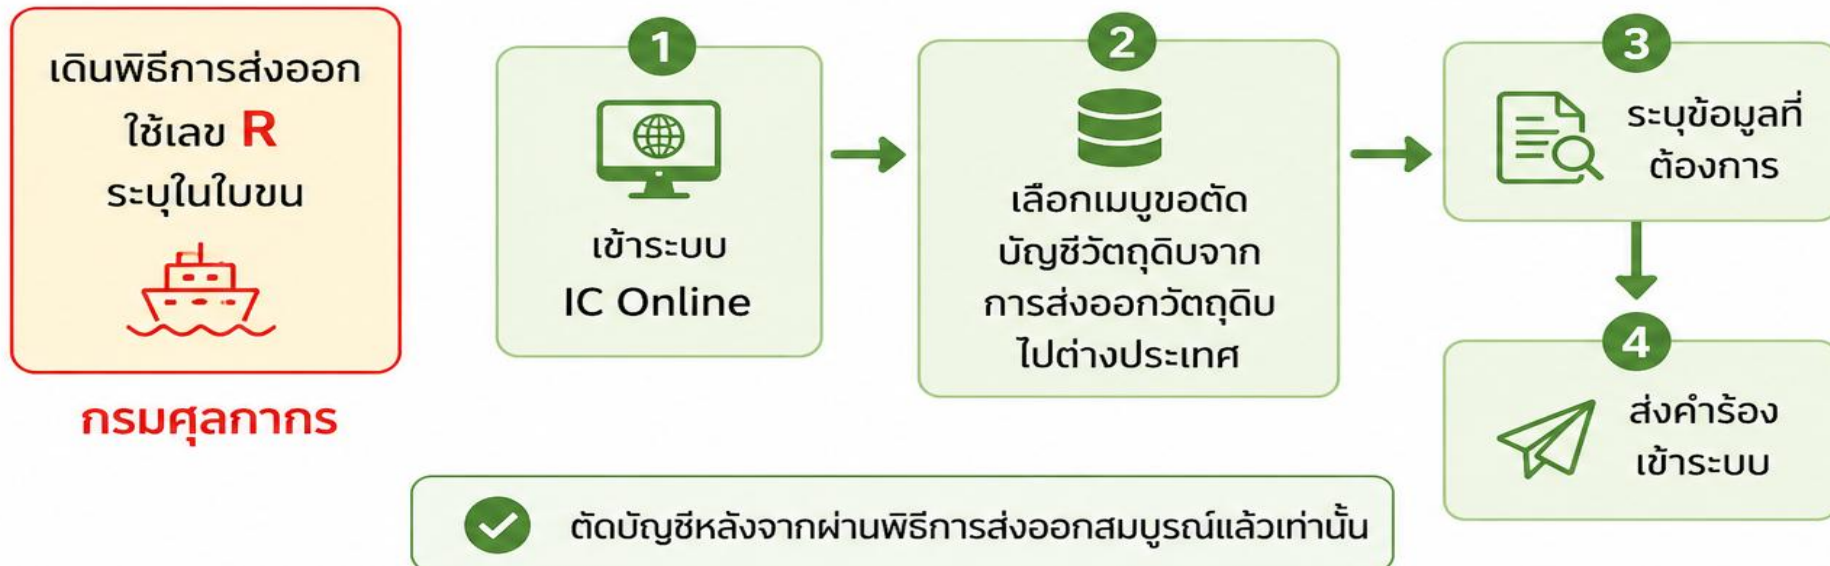 เดินพิธีการส่งออก
ใช้เลข R
ระบุในใบขน
กรมศุลกากร
1
เข้าระบบ
IC Online
2
เลือกเมนูขอตัด
บัญชีวัตถุดิบจาก
การส่งออกวัตถุดิบ
ไปต่างประเทศ
3
ระบุข้อมูลที่
ต้องการ
4
ส่งคำร้อง
เข้าระบบ
ตัดบัญชีหลังจากผ่านพิธีการส่งออกสมบูรณ์แล้วเท่านั้น